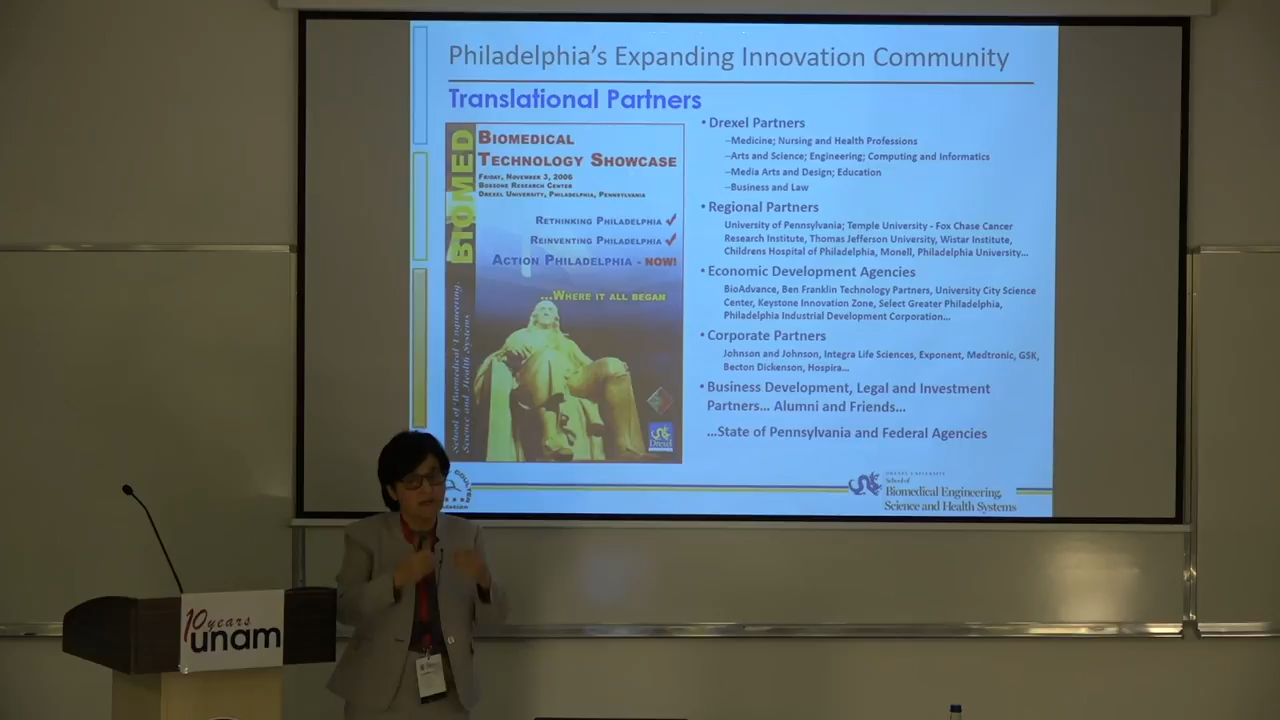 Philadelphia's Expanding Innovation Community
Translational Partners
BIOMED
BIOMEDICAL
TECHNOLOGY SHOWCASE
FRIDAY, NOVEMBER 3, 2006
BOSSONE RESEARCH CENTER
DREXEL UNIVERSITY, PHILADELPHIA, PENNSYLVANIA
RETHINKING PHILADELPHIA ✓
REINVENTING PHILADELPHIA ✓
ACTION PHILADELPHIA - NOW!
...WHERE IT ALL BEGAN
School of Biomedical Engineering,
Science and Health Systems
Drexel
• Drexel Partners
–Medicine; Nursing and Health Professions
–Arts and Science; Engineering; Computing and Informatics
–Media Arts and Design; Education
–Business and Law
• Regional Partners
University of Pennsylvania; Temple University - Fox Chase Cancer
Research Institute, Thomas Jefferson University, Wistar Institute,
Childrens Hospital of Philadelphia, Monell, Philadelphia University...
• Economic Development Agencies
BioAdvance, Ben Franklin Technology Partners, University City Science
Center, Keystone Innovation Zone, Select Greater Philadelphia,
Philadelphia Industrial Development Corporation...
• Corporate Partners
Johnson and Johnson, Integra Life Sciences, Exponent, Medtronic, GSK,
Becton Dickenson, Hospira...
• Business Development, Legal and Investment
Partners... Alumni and Friends...
...State of Pennsylvania and Federal Agencies
DREXEL UNIVERSITY
School of
Biomedical Engineering,
Science and Health Systems
10 years
unam